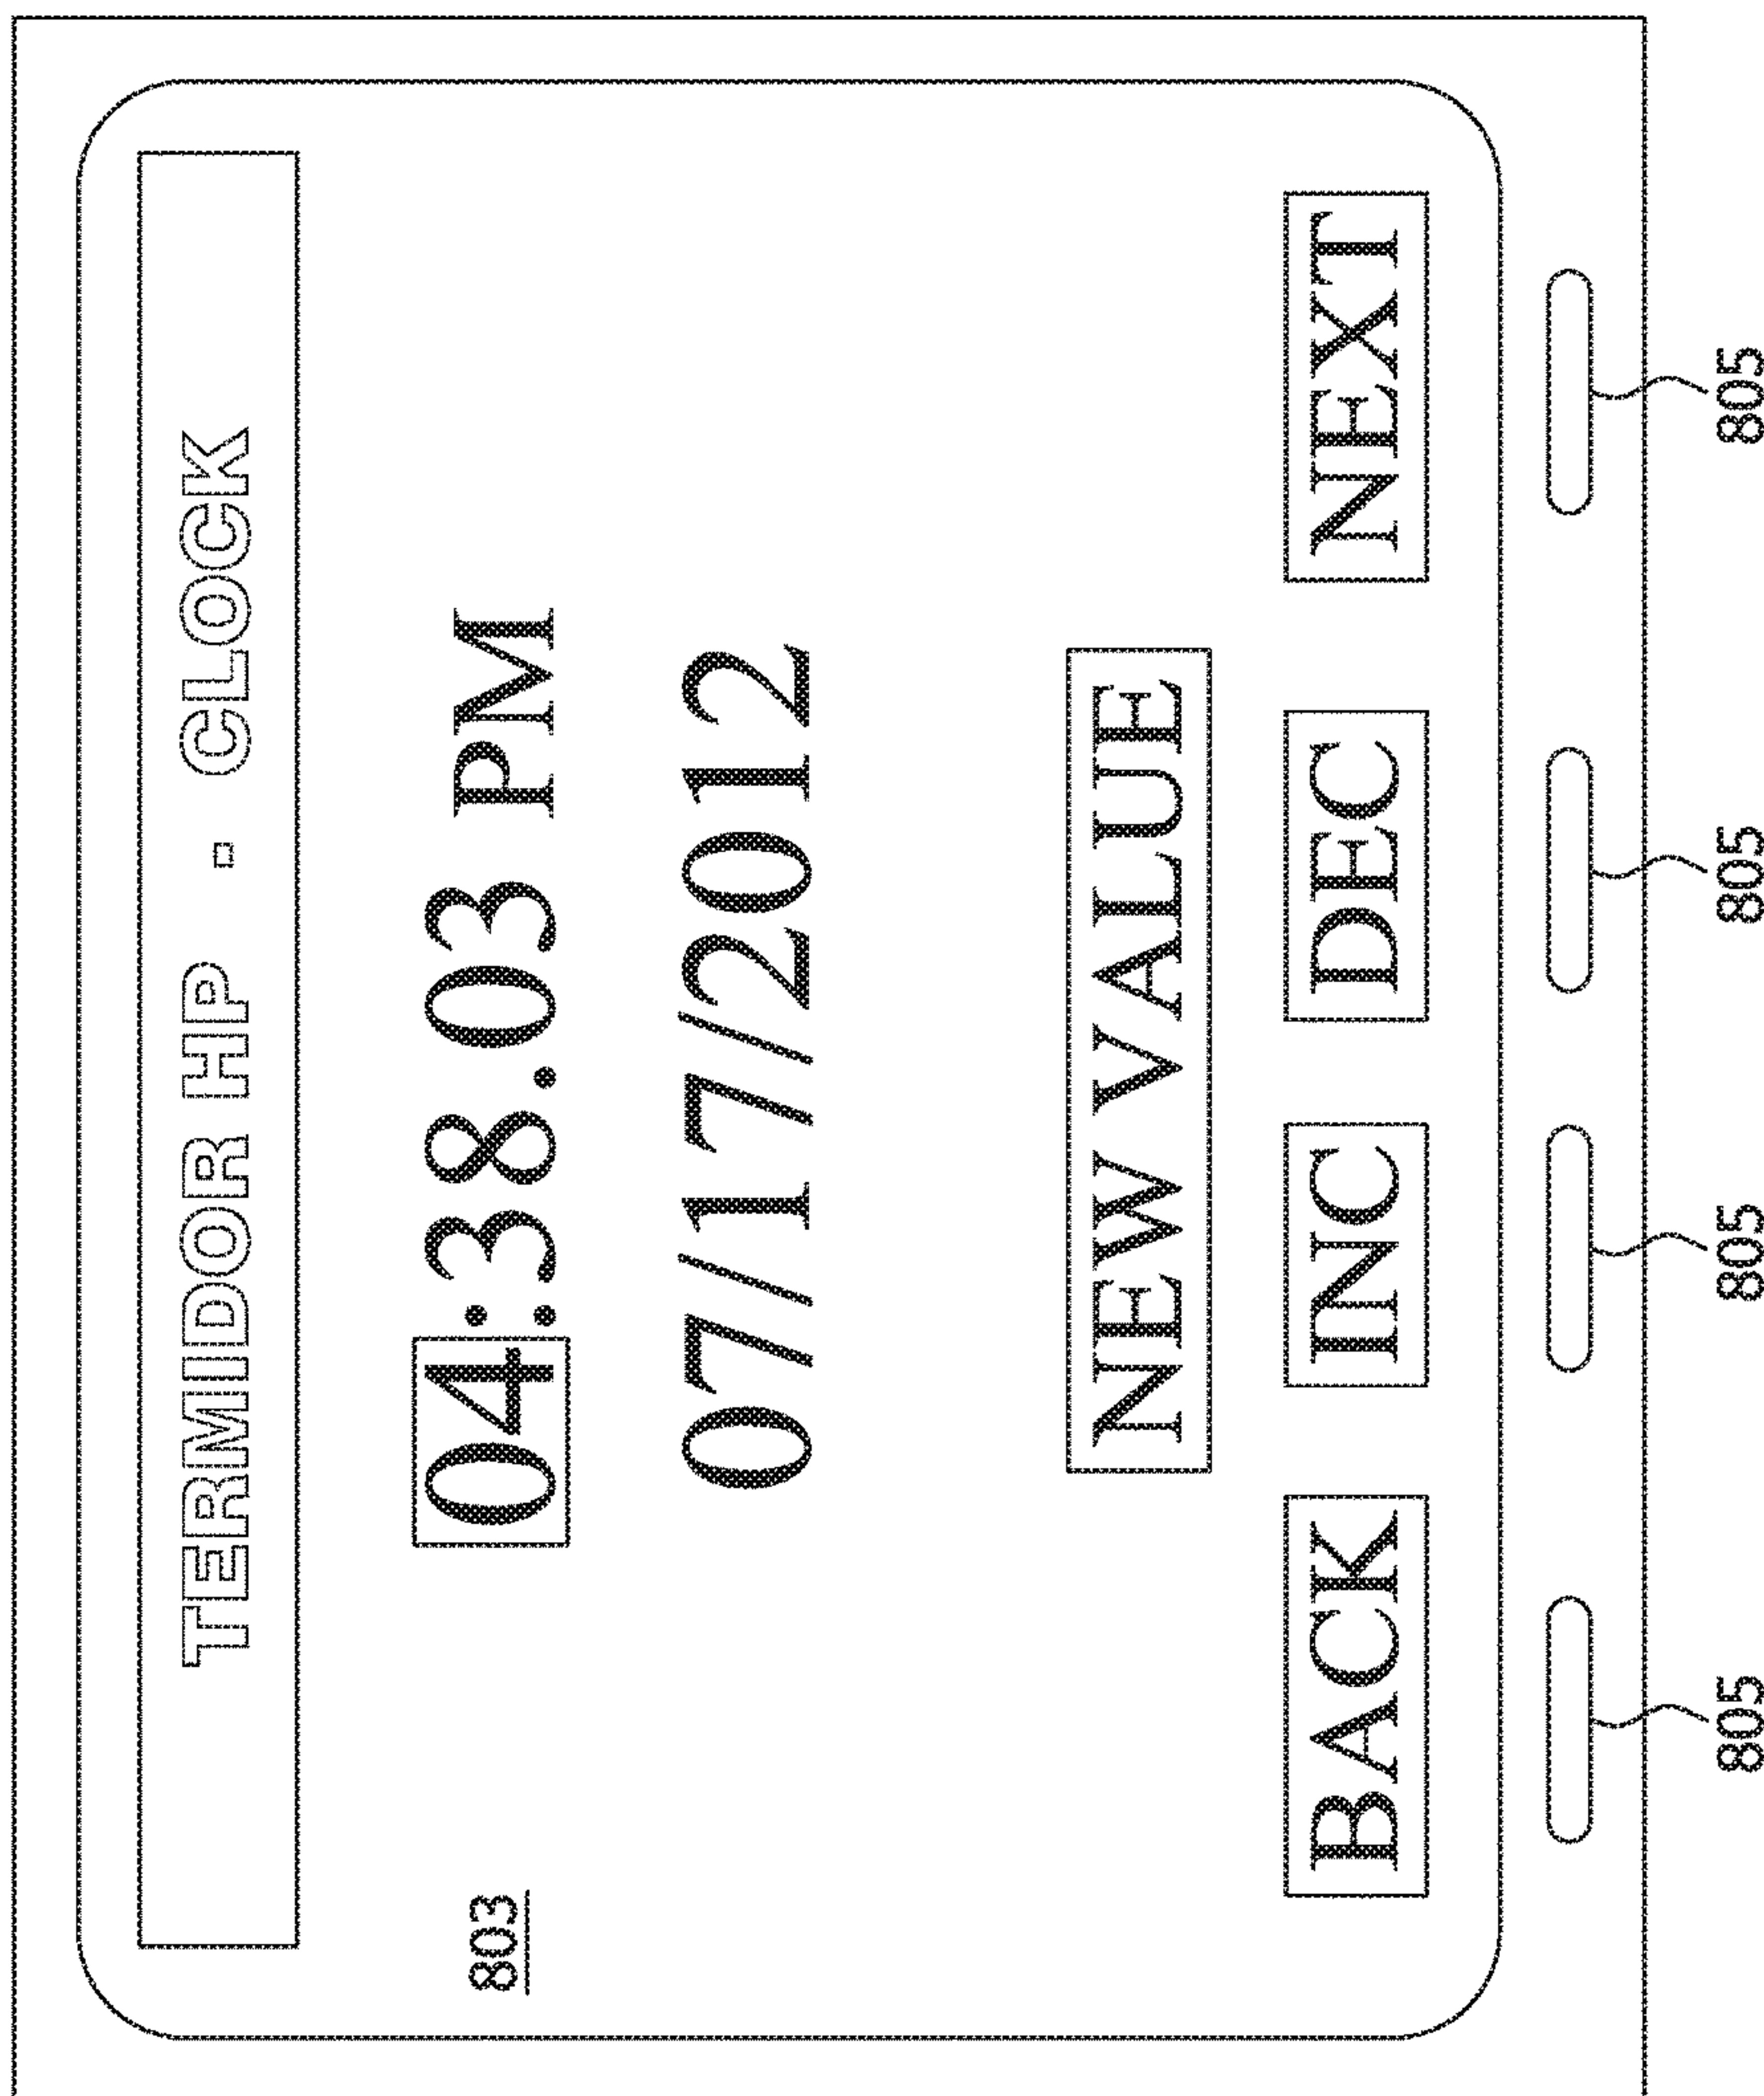 TERMIDOR HP - CLOCK
803
04:38.03 PM
07/17/2012
NEW VALUE
BACK INC DEC NEXT
805 805 805 805